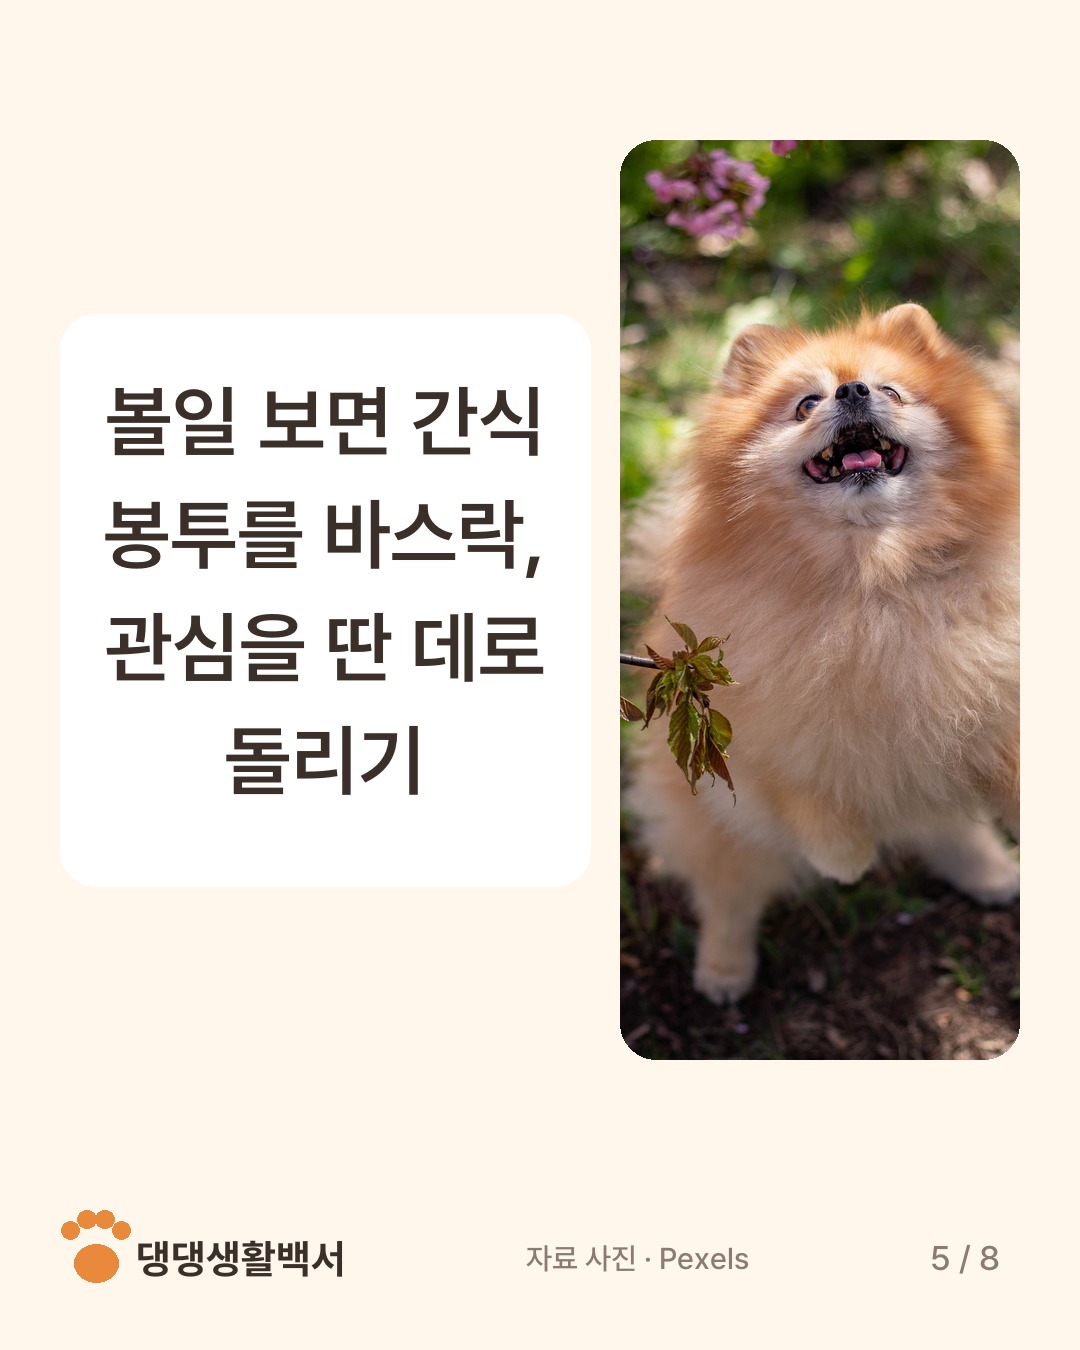 볼일 보면 간식
봉투를 바스락,
관심을 딴 데로
돌리기
댕댕생활백서
자료 사진 · Pexels
5 / 8